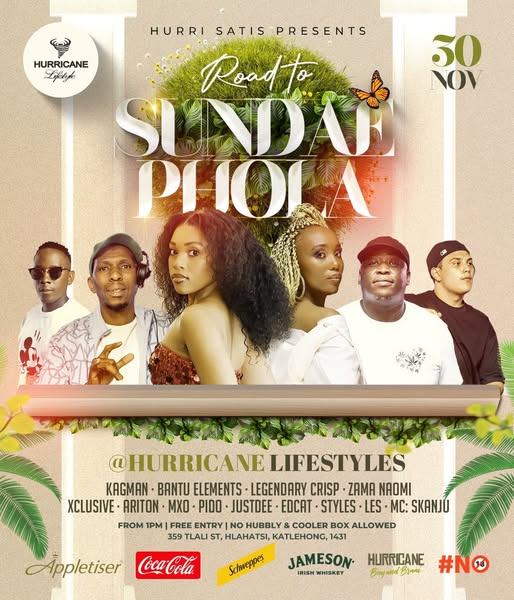 HURRI SATIS PRESENTS
HURRICANE
Lifestyle
30
NOV
Road to
SUNDAE
PHOLA
@HURRICANE LIFESTYLES
KAGMAN · BANTU ELEMENTS · LEGENDARY CRISP · ZAMA NAOMI
XCLUSIVE · ARITON · MXO · PIDO · JUSTDEE · EDCAT · STYLES · LES · MC: SKANJU
FROM 1PM | FREE ENTRY | NO HUBBLY & COOLER BOX ALLOWED
359 TLALI ST, HLAHATSI, KATLEHONG, 1431
Appletiser
Coca-Cola
Schweppes
JAMESON
IRISH WHISKEY
HURRICANE
#NO
18